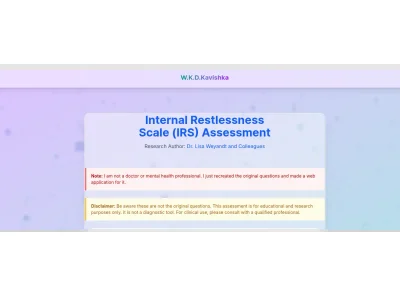 W.K.D.Kavishka
Internal Restlessness
Scale (IRS) Assessment
Research Author: Dr. Lisa Weyandt and Culleagues
Note: I am not a doctor or mental health professional. I just recreated the original questions and made a web
application for it.
Disclaimer: Be aware these are not the original questions. This assessment is for educational and research
purposes only. It is not a diagnostic tool. For clinical use, please consult with a qualified professional.